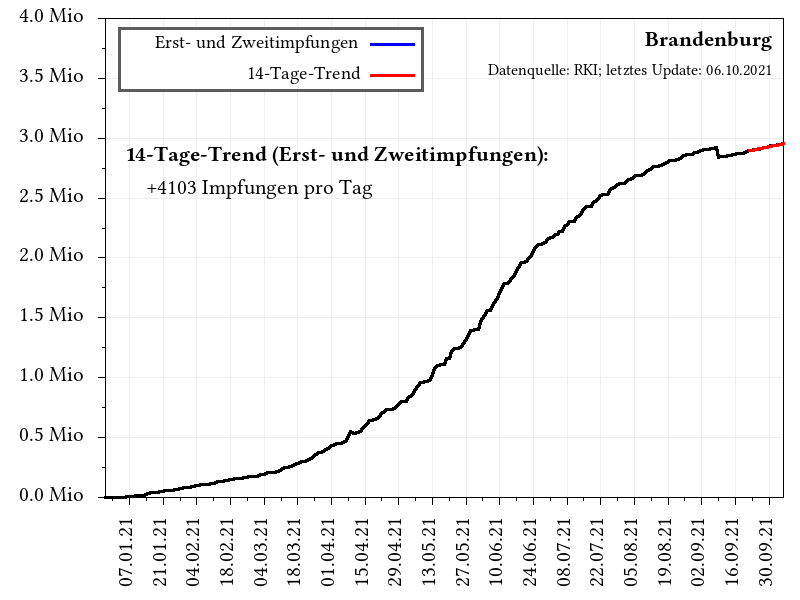 4.0 Mio
3.5 Mio
3.0 Mio
2.5 Mio
2.0 Mio
1.5 Mio
1.0 Mio
0.5 Mio
0.0 Mio
Erst- und Zweitimpfungen
14-Tage-Trend
Brandenburg
Datenquelle: RKI; letztes Update: 06.10.2021
14-Tage-Trend (Erst- und Zweitimpfungen):
+4103 Impfungen pro Tag
07.01.21
21.01.21
04.02.21
18.02.21
04.03.21
18.03.21
01.04.21
15.04.21
29.04.21
13.05.21
27.05.21
10.06.21
24.06.21
08.07.21
22.07.21
05.08.21
19.08.21
02.09.21
16.09.21
30.09.21